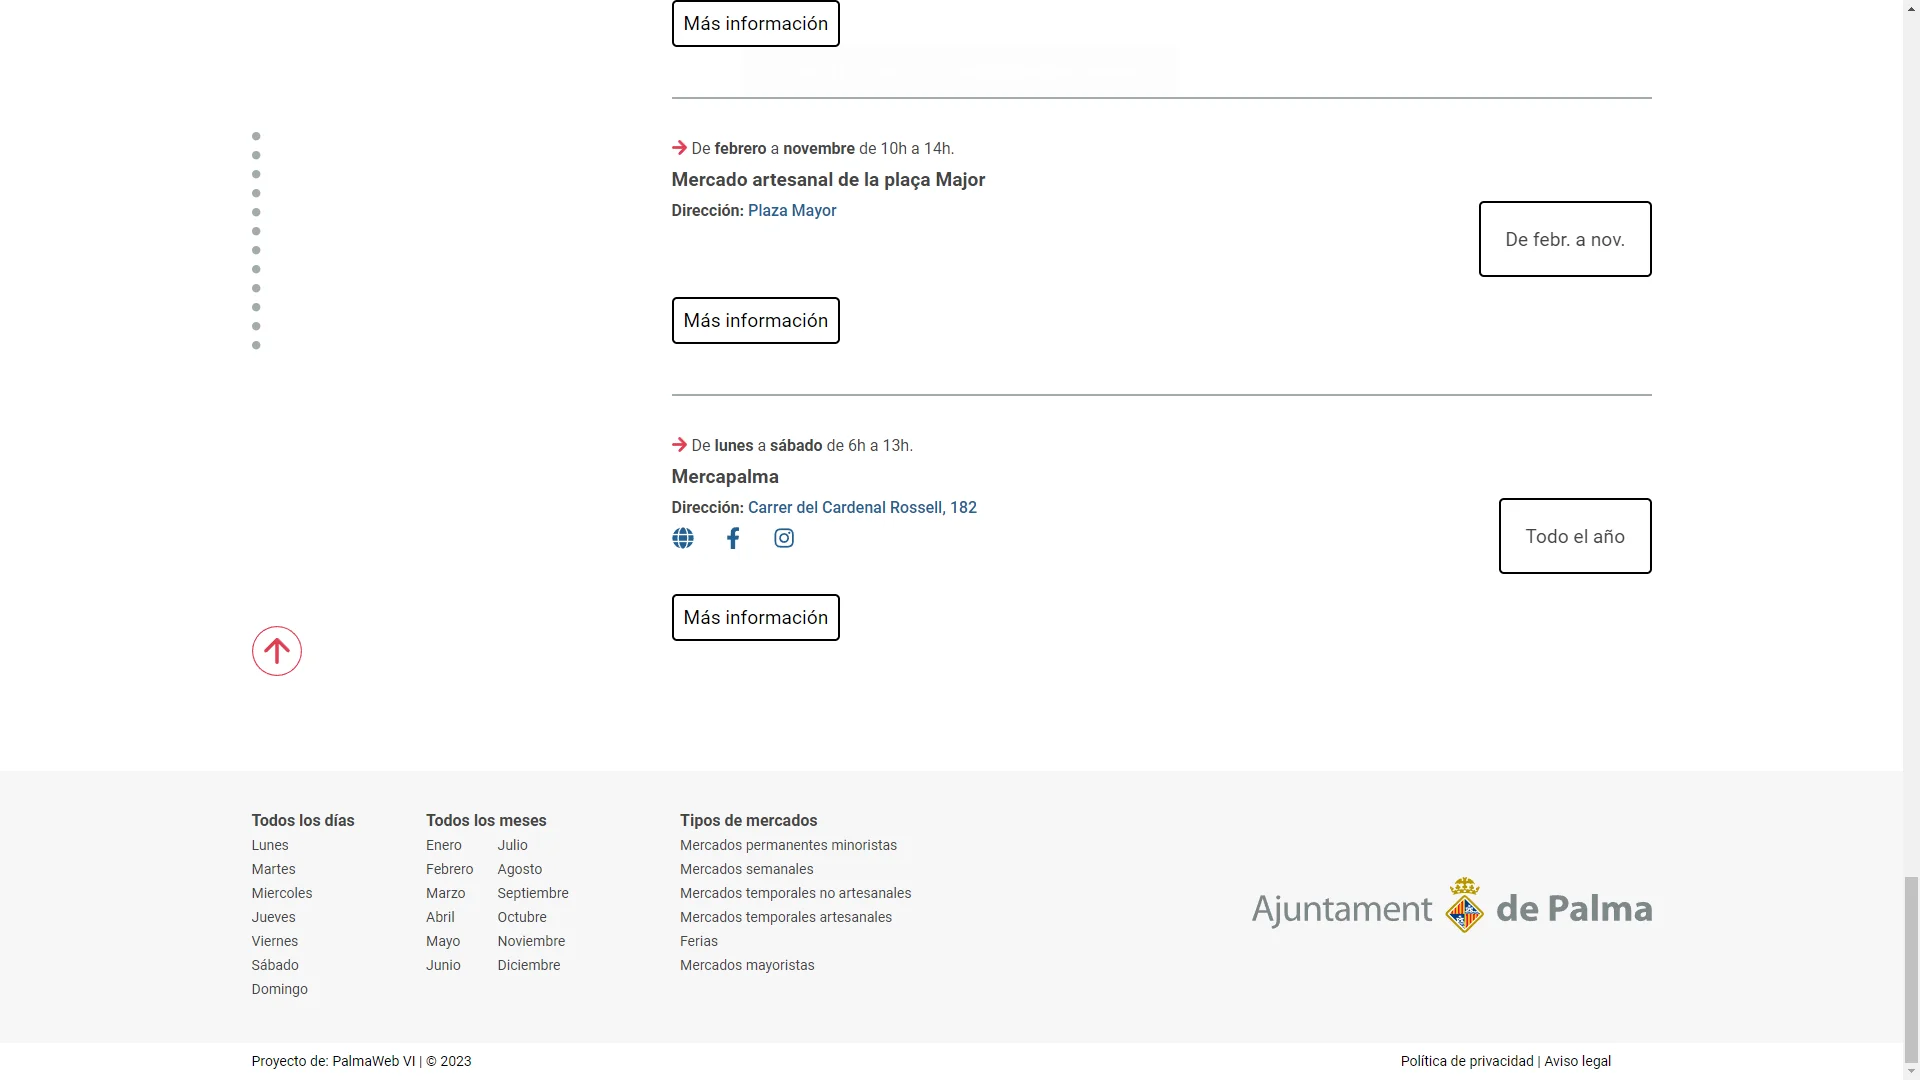 Más información
De febrero a novembre de 10h a 14h.
Mercado artesanal de la plaça Major
Dirección: Plaza Mayor
De febr. a nov.
Más información
De lunes a sábado de 6h a 13h.
Mercapalma
Dirección: Carrer del Cardenal Rossell, 182
Todo el año
Más información
Todos los días
Lunes
Martes
Miercoles
Jueves
Viernes
Sábado
Domingo
Todos los meses
Enero
Febrero
Marzo
Abril
Mayo
Junio
Julio
Agosto
Septiembre
Octubre
Noviembre
Diciembre
Tipos de mercados
Mercados permanentes minoristas
Mercados semanales
Mercados temporales no artesanales
Mercados temporales artesanales
Ferias
Mercados mayoristas
Ajuntament de Palma
Proyecto de: PalmaWeb VI | © 2023
Política de privacidad | Aviso legal